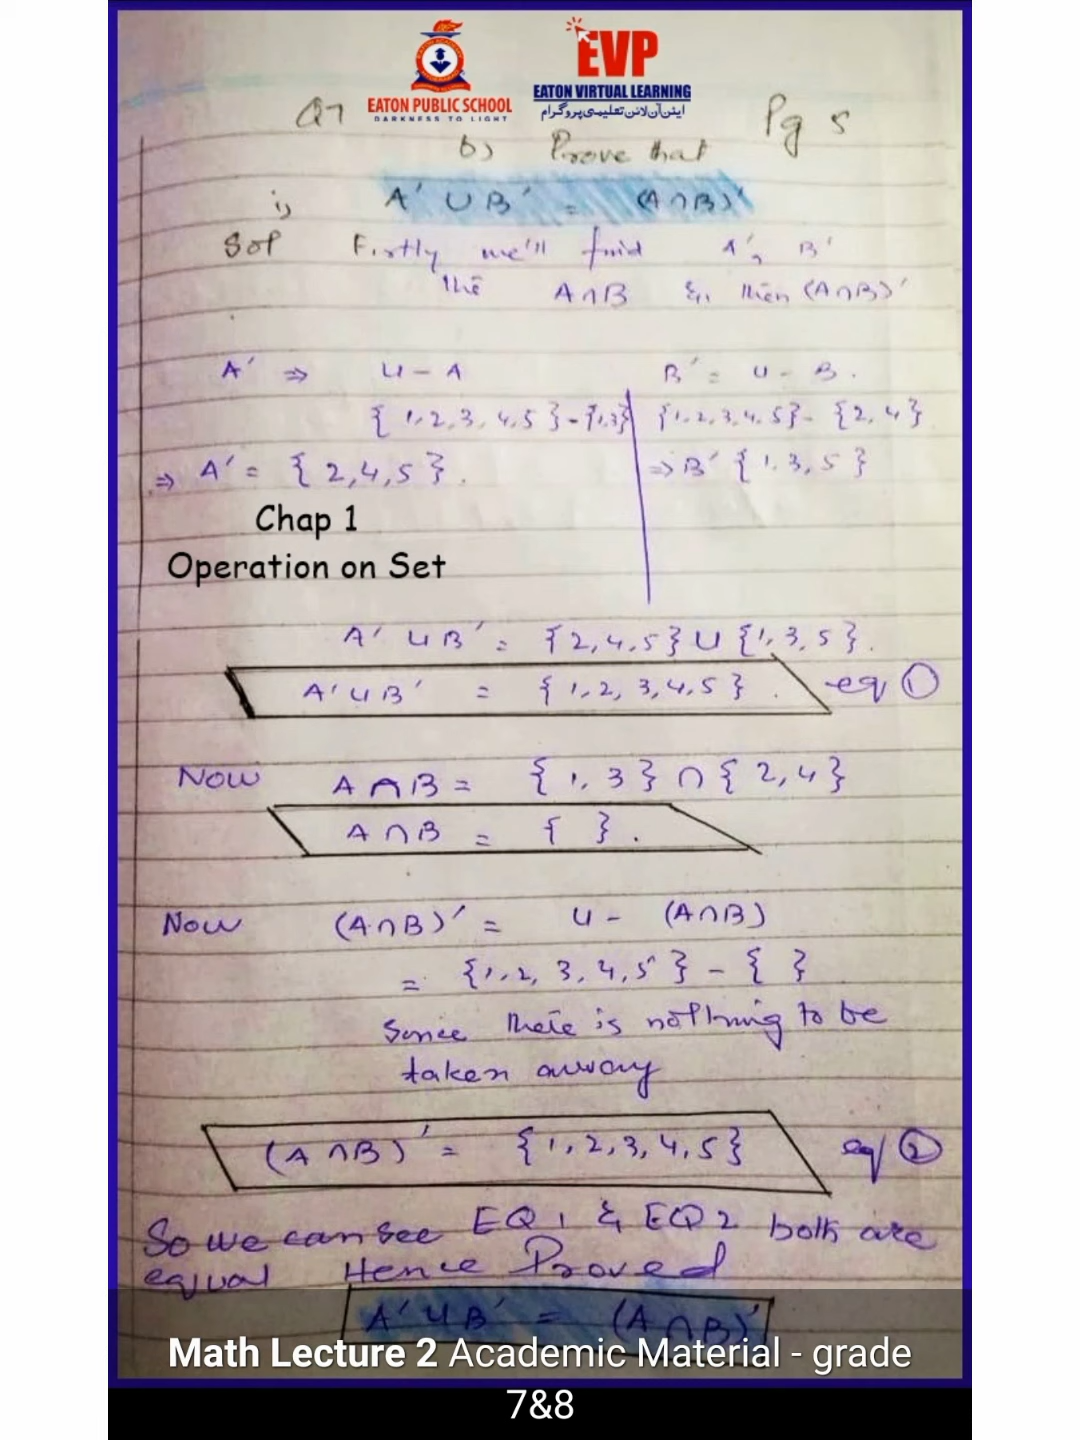 EATON PUBLIC SCHOOL
DARKNESS TO LIGHT
EVP
EATON VIRTUAL LEARNING
ایٹن آن لائن تعلیمی پروگرام
Q7
Pg 5
b) Prove that
i) A' ∪ B' = (A∩B)'
Sol Firstly we'll find A', B'
the A∩B & then (A∩B)'
A' ⇒ U - A
B' = U - B.
{1,2,3,4,5} - {1,3}
{1,2,3,4,5} - {2,4}
⇒ A' = {2,4,5}.
⇒ B' {1,3,5}
Chap 1
Operation on Set
A' ∪ B' = {2,4,5} ∪ {1,3,5}.
A' ∪ B' = {1,2,3,4,5}. eq ①
Now A∩B = {1,3} ∩ {2,4}
A∩B = { }.
Now (A∩B)' = U - (A∩B)
= {1,2,3,4,5} - { }
Since there is nothing to be
taken away
(A∩B)' = {1,2,3,4,5} eq ②
So we can see EQ1 & EQ2 both are
equal Hence Proved
A' ∪ B' = (A∩B)'
Math Lecture 2 Academic Material - grade
7&8